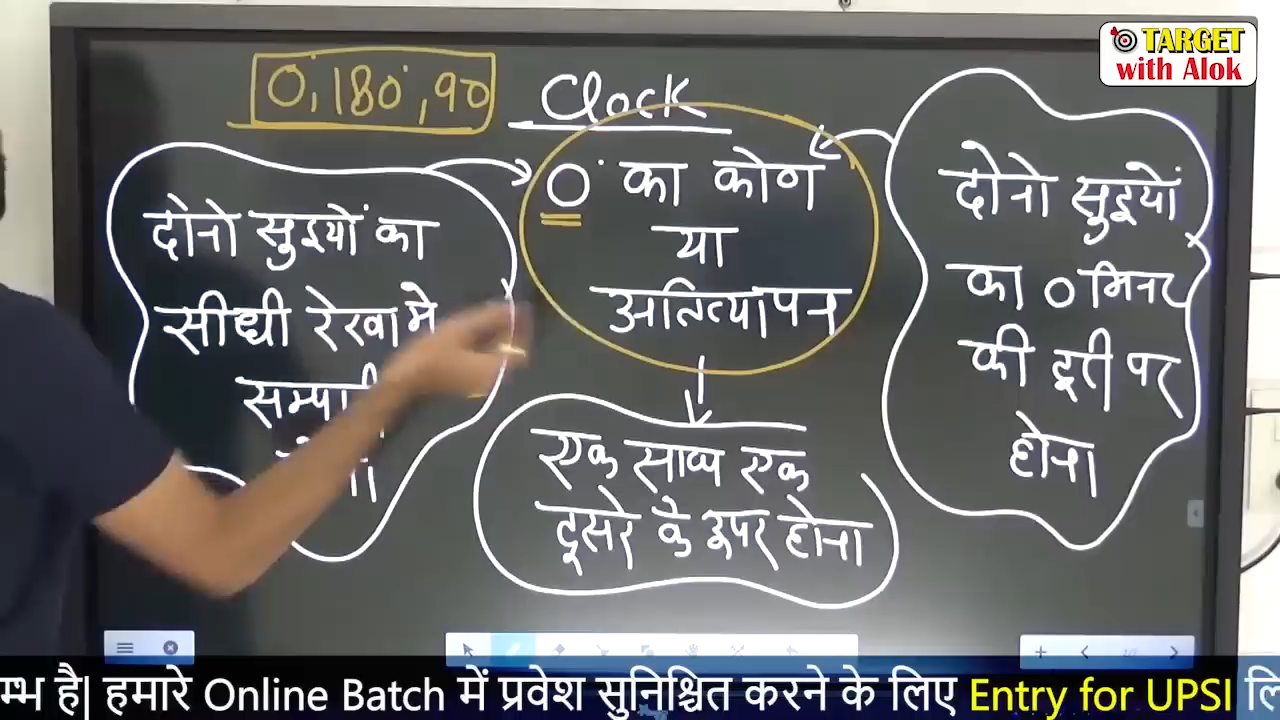 TARGET
with Alok
0°, 180°, 90
Clock
0° का कोण
या
अतिव्यापन
दोनो सुइयों का
सीधी रेखा मे
दोनो सुइयों
का 0 मिनट
की दूरी पर
होना
एक साथ एक
दूसरे के उपर होना
है| हमारे Online Batch में प्रवेश सुनिश्चित करने के लिए Entry for UPSI